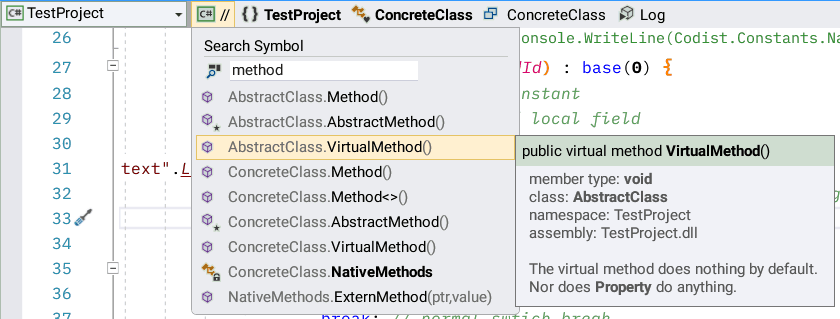 TestProject // TestProject ConcreteClass ConcreteClass Log
26 onsole.WriteLine(Codist.Constants.Na
Search Symbol
27 Id) : base(0) {
method
28 nstant
AbstractClass.Method()
29 local field
AbstractClass.AbstractMethod()
30
AbstractClass.VirtualMethod()
public virtual method VirtualMethod()
31 text".L
ConcreteClass.Method()
member type: void
32
ConcreteClass.Method<>()
class: AbstractClass
33
namespace: TestProject
ConcreteClass.AbstractMethod()
assembly: TestProject.dll
34
ConcreteClass.VirtualMethod()
35
ConcreteClass.NativeMethods
The virtual method does nothing by default.
36
NativeMethods.ExternMethod(ptr,value)
Nor does Property do anything.
37 break: // normal swtich break